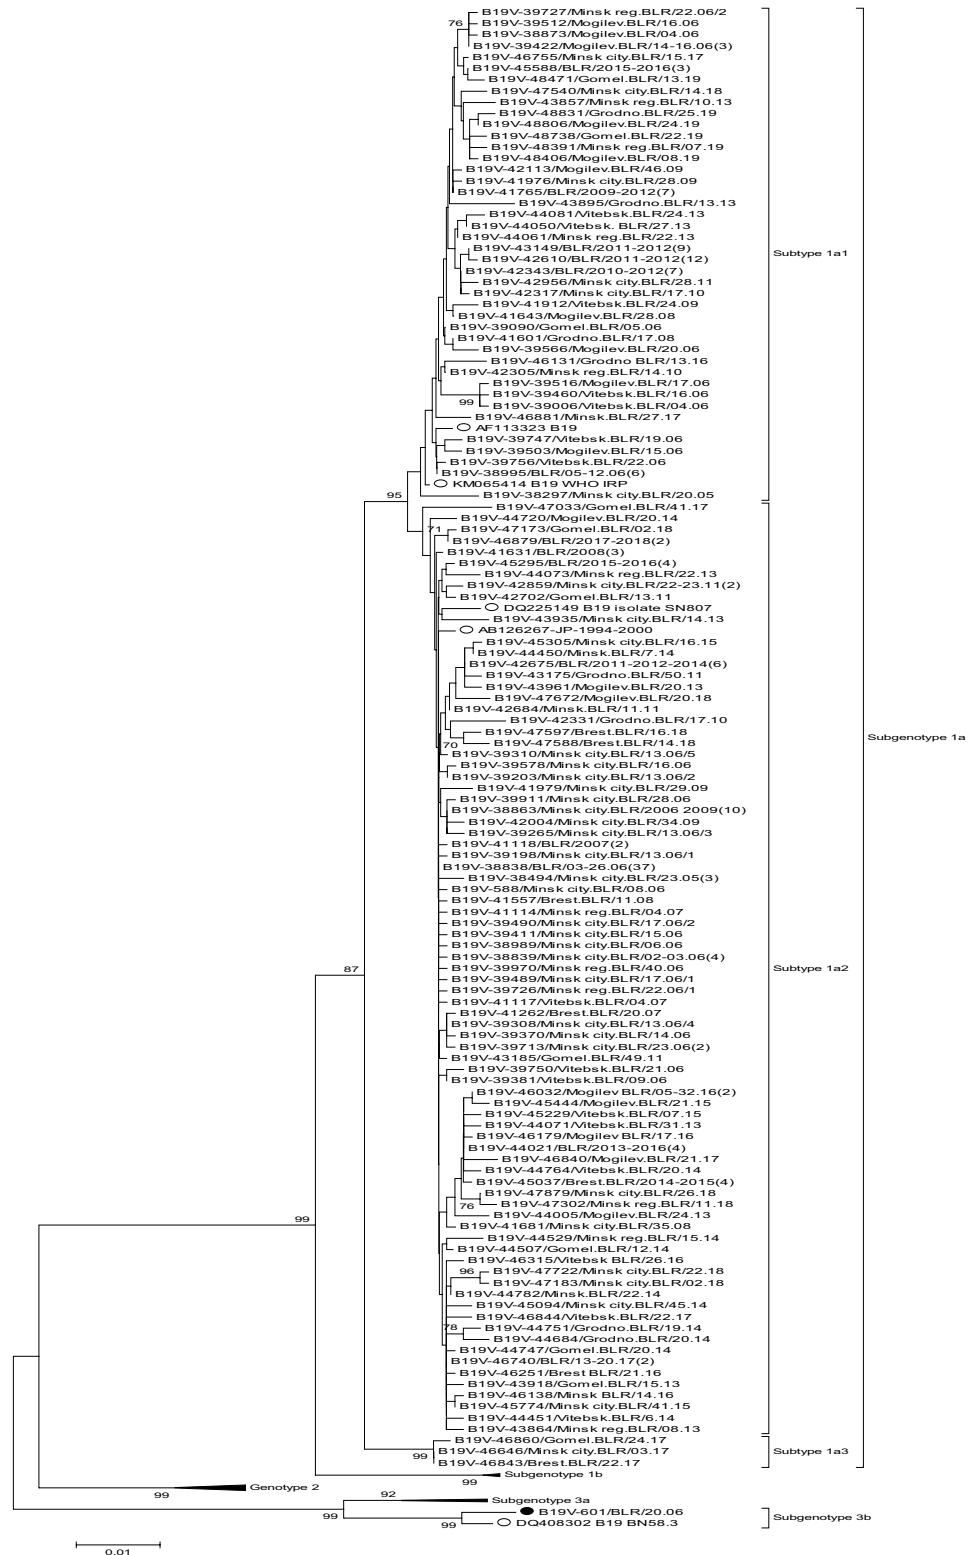 B19V-39727/Minsk reg.BLR/22.06/2
76
B19V-39512/Mogilev.BLR/16.06
B19V-38873/Mogilev.BLR/04.06
B19V-39422/Mogilev.BLR/14-16.06(3)
B19V-46755/Minsk city.BLR/15.17
B19V-45588/BLR/2015-2016(3)
B19V-48471/Gomel.BLR/13.19
B19V-47540/Minsk city.BLR/14.18
B19V-43857/Minsk reg.BLR/10.13
B19V-48831/Grodno.BLR/25.19
B19V-48806/Mogilev.BLR/24.19
B19V-48738/Gomel.BLR/22.19
B19V-48391/Minsk reg.BLR/07.19
B19V-48406/Mogilev.BLR/08.19
B19V-42113/Mogilev.BLR/46.09
B19V-41976/Minsk city.BLR/28.09
B19V-41765/BLR/2009-2012(7)
B19V-43895/Grodno.BLR/13.13
B19V-44081/Vitebsk.BLR/24.13
B19V-44050/Vitebsk. BLR/27.13
B19V-44061/Minsk reg.BLR/22.13
B19V-43149/BLR/2011-2012(9)
Subtype 1a1
B19V-42610/BLR/2011-2012(12)
B19V-42343/BLR/2010-2012(7)
B19V-42956/Minsk city.BLR/28.11
B19V-42317/Minsk city.BLR/17.10
B19V-41912/Vitebsk.BLR/24.09
B19V-41643/Mogilev.BLR/28.08
B19V-39090/Gomel.BLR/05.06
B19V-41601/Grodno.BLR/17.08
B19V-39566/Mogilev.BLR/20.06
B19V-46131/Grodno BLR/13.16
B19V-42305/Minsk reg.BLR/14.10
B19V-39516/Mogilev.BLR/17.06
B19V-39460/Vitebsk.BLR/16.06
99
B19V-39006/Vitebsk.BLR/04.06
B19V-46881/Minsk.BLR/27.17
AF113323 B19
B19V-39747/Vitebsk.BLR/19.06
B19V-39503/Mogilev.BLR/15.06
B19V-39756/Vitebsk.BLR/22.06
B19V-38995/BLR/05-12.06(6)
KM065414 B19 WHO IRP
95
B19V-38297/Minsk city.BLR/20.05
B19V-47033/Gomel.BLR/41.17
B19V-44720/Mogilev.BLR/20.14
71
B19V-47173/Gomel.BLR/02.18
B19V-46879/BLR/2017-2018(2)
B19V-41631/BLR/2008(3)
B19V-45295/BLR/2015-2016(4)
B19V-44073/Minsk reg.BLR/22.13
B19V-42859/Minsk city.BLR/22-23.11(2)
B19V-42702/Gomel.BLR/13.11
DQ225149 B19 isolate SN807
B19V-43935/Minsk city.BLR/14.13
AB126267-JP-1994-2000
B19V-45305/Minsk city.BLR/16.15
B19V-44450/Minsk.BLR/7.14
B19V-42675/BLR/2011-2012-2014(6)
B19V-43175/Grodno.BLR/50.11
B19V-43961/Mogilev.BLR/20.13
B19V-47672/Mogilev.BLR/20.18
B19V-42684/Minsk.BLR/11.11
B19V-42331/Grodno.BLR/17.10
B19V-47597/Brest.BLR/16.18
Subgenotype 1a
70
B19V-47588/Brest.BLR/14.18
B19V-39310/Minsk city.BLR/13.06/5
B19V-39578/Minsk city.BLR/16.06
B19V-39203/Minsk city.BLR/13.06/2
B19V-41979/Minsk city.BLR/29.09
B19V-39911/Minsk city.BLR/28.06
B19V-38863/Minsk city.BLR/2006 2009(10)
B19V-42004/Minsk city.BLR/34.09
B19V-39265/Minsk city.BLR/13.06/3
B19V-41118/BLR/2007(2)
B19V-39198/Minsk city.BLR/13.06/1
B19V-38838/BLR/03-26.06(37)
B19V-38494/Minsk city.BLR/23.05(3)
B19V-588/Minsk city.BLR/08.06
B19V-41557/Brest.BLR/11.08
B19V-41114/Minsk reg.BLR/04.07
B19V-39490/Minsk city.BLR/17.06/2
B19V-39411/Minsk city.BLR/15.06
B19V-38989/Minsk city.BLR/06.06
B19V-38839/Minsk city.BLR/02-03.06(4)
87
B19V-39970/Minsk reg.BLR/40.06
Subtype 1a2
B19V-39489/Minsk city.BLR/17.06/1
B19V-39726/Minsk reg.BLR/22.06/1
B19V-41117/Vitebsk.BLR/04.07
B19V-41262/Brest.BLR/20.07
B19V-39308/Minsk city.BLR/13.06/4
B19V-39370/Minsk city.BLR/14.06
B19V-39713/Minsk city.BLR/23.06(2)
B19V-43185/Gomel.BLR/49.11
B19V-39750/Vitebsk.BLR/21.06
B19V-39381/Vitebsk.BLR/09.06
B19V-46032/Mogilev BLR/05-32.16(2)
B19V-45444/Mogilev.BLR/21.15
B19V-45229/Vitebsk.BLR/07.15
B19V-44071/Vitebsk.BLR/31.13
B19V-46179/Mogilev BLR/17.16
B19V-44021/BLR/2013-2016(4)
B19V-46840/Mogilev.BLR/21.17
B19V-44764/Vitebsk.BLR/20.14
B19V-45037/Brest.BLR/2014-2015(4)
B19V-47879/Minsk city.BLR/26.18
76
B19V-47302/Minsk reg.BLR/11.18
B19V-44005/Mogilev.BLR/24.13
99
B19V-41681/Minsk city.BLR/35.08
B19V-44529/Minsk reg.BLR/15.14
B19V-44507/Gomel.BLR/12.14
B19V-46315/Vitebsk BLR/26.16
96
B19V-47722/Minsk city.BLR/22.18
B19V-47183/Minsk city.BLR/02.18
B19V-44782/Minsk.BLR/22.14
B19V-45094/Minsk city.BLR/45.14
B19V-46844/Vitebsk.BLR/22.17
78
B19V-44751/Grodno.BLR/19.14
B19V-44684/Grodno.BLR/20.14
B19V-44747/Gomel.BLR/20.14
B19V-46740/BLR/13-20.17(2)
B19V-46251/Brest BLR/21.16
B19V-43918/Gomel.BLR/15.13
B19V-46138/Minsk BLR/14.16
B19V-45774/Minsk city.BLR/41.15
B19V-44451/Vitebsk.BLR/6.14
B19V-43864/Minsk reg.BLR/08.13
B19V-46860/Gomel.BLR/24.17
B19V-46646/Minsk city.BLR/03.17
Subtype 1a3
99
B19V-46843/Brest.BLR/22.17
Subgenotype 1b
99
Genotype 2
99
92
Subgenotype 3a
B19V-601/BLR/20.06
99
Subgenotype 3b
99
DQ408302 B19 BN58.3
0.01